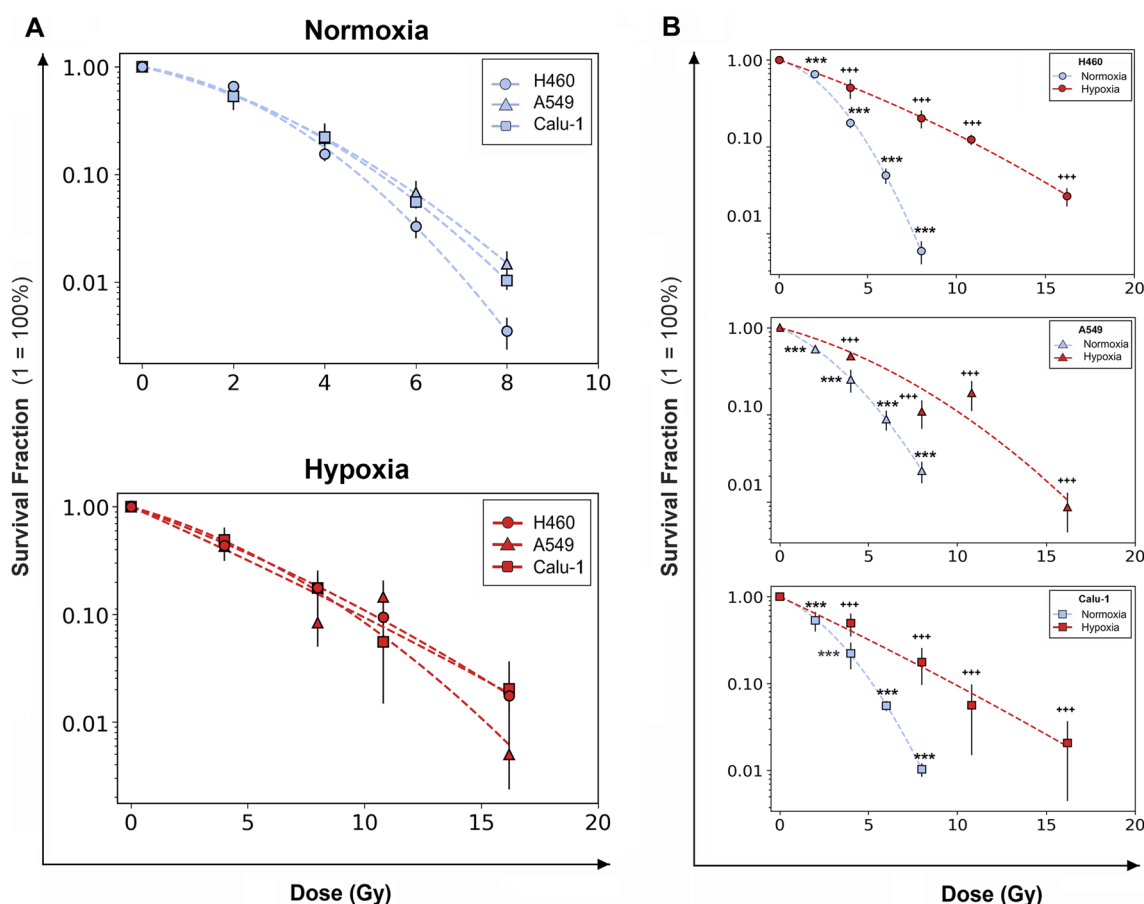 A
Normoxia
1.00
0.10
0.01
0 2 4 6 8 10
H460
A549
Calu-1
Hypoxia
1.00
0.10
0.01
0 5 10 15 20
H460
A549
Calu-1
Survival Fraction (1 = 100%)
Dose (Gy)
B
H460
Normoxia
Hypoxia
1.00
0.10
0.01
*** +++
*** +++
*** +++
*** +++
0 5 10 15 20
A549
Normoxia
Hypoxia
1.00
0.10
0.01
*** +++
*** +++
*** +++
*** +++
0 5 10 15 20
Calu-1
Normoxia
Hypoxia
1.00
0.10
0.01
*** +++
*** +++
*** +++
*** +++
0 5 10 15 20
Survival Fraction (1 = 100%)
Dose (Gy)